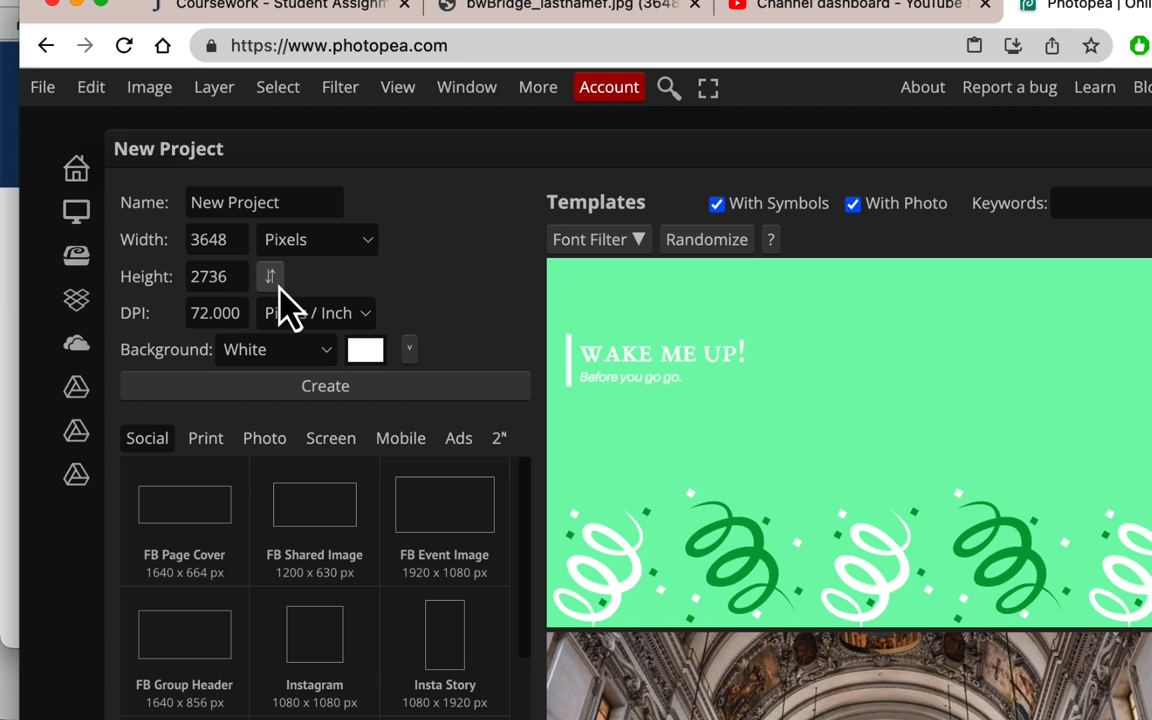 Coursework - Student Assignm
bwBridge_lastnamef.jpg (3648
Channel dashboard - YouTube
Photopea | Onli
https://www.photopea.com
File Edit Image Layer Select Filter View Window More Account About Report a bug Learn Blo
New Project
Name: New Project
Width: 3648 Pixels
Height: 2736
DPI: 72.000 Pi s / Inch
Background: White
Create
Social Print Photo Screen Mobile Ads 2ᴺ
FB Page Cover FB Shared Image FB Event Image
1640 x 664 px 1200 x 630 px 1920 x 1080 px
FB Group Header Instagram Insta Story
1640 x 856 px 1080 x 1080 px 1080 x 1920 px
Templates With Symbols With Photo Keywords:
Font Filter ▼ Randomize ?
WAKE ME UP!
Before you go go.